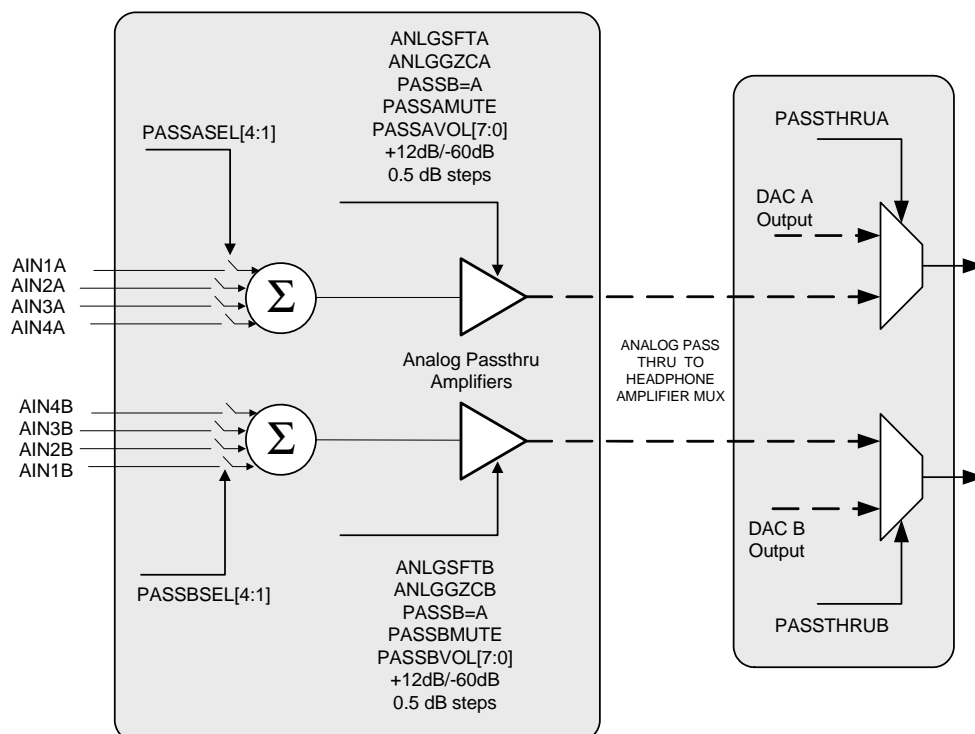 ANLGSFTA
ANLGGZCA
PASSB=A
PASSAMUTE
PASSAVOL[7:0]
+12dB/-60dB
0.5 dB steps
PASSASEL[4:1]
AIN1A
AIN2A
AIN3A
AIN4A
Σ
Analog Passthru
Amplifiers
AIN4B
AIN3B
AIN2B
AIN1B
Σ
PASSBSEL[4:1]
ANLGSFTB
ANLGGZCB
PASSB=A
PASSBMUTE
PASSBVOL[7:0]
+12dB/-60dB
0.5 dB steps
ANALOG PASS
THRU TO
HEADPHONE
AMPLIFIER MUX
PASSTHRUA
DAC A
Output
DAC B
Output
PASSTHRUB